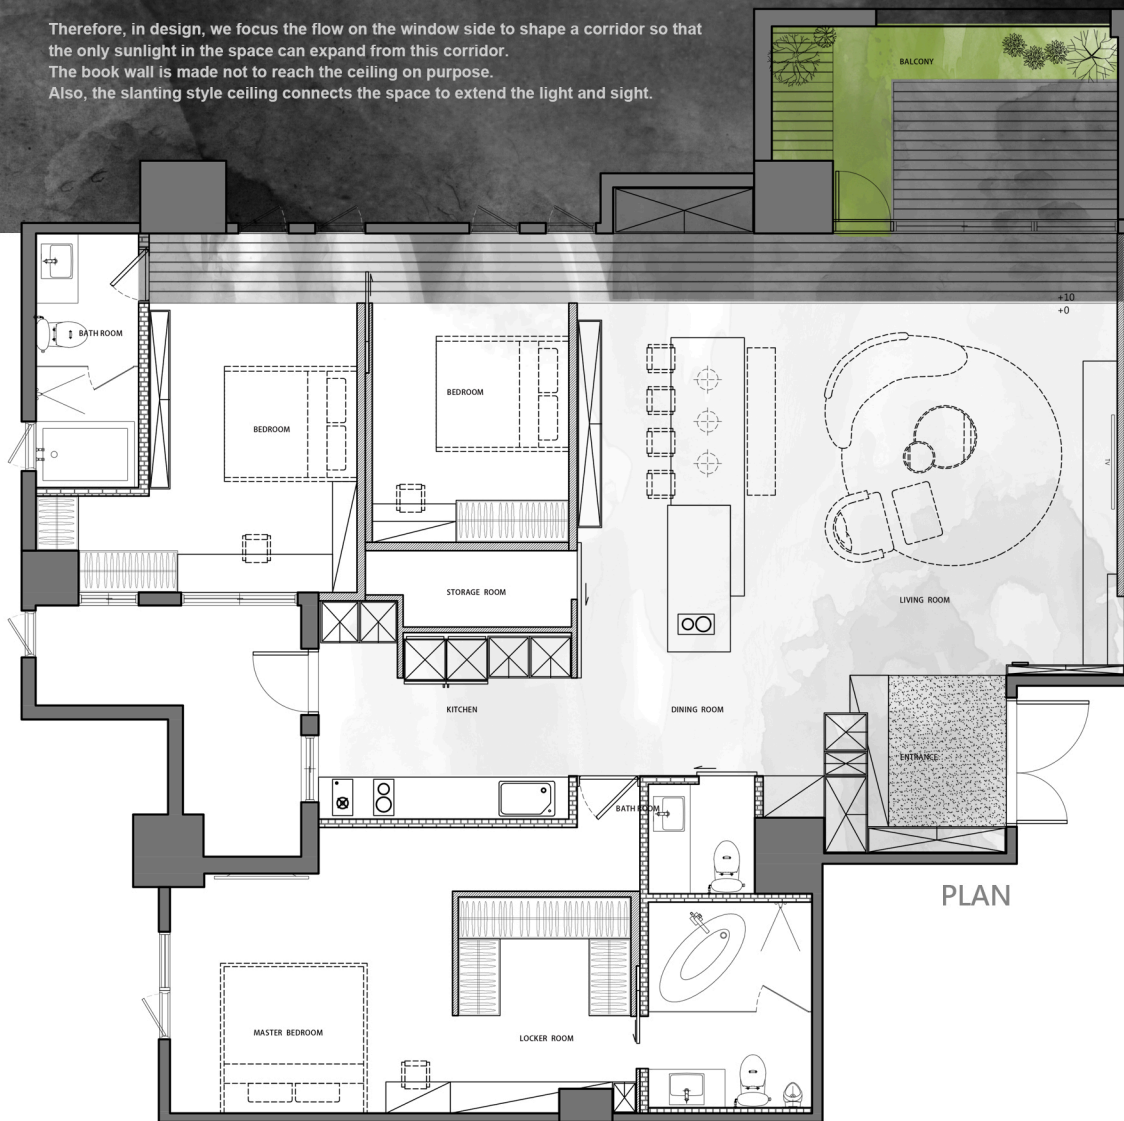 Therefore, in design, we focus the flow on the window side to shape a corridor so that
the only sunlight in the space can expand from this corridor.
The book wall is made not to reach the ceiling on purpose.
Also, the slanting style ceiling connects the space to extend the light and sight.
BALCONY
+10
+0
BATH ROOM
BEDROOM
BEDROOM
TV
STORAGE ROOM
LIVING ROOM
KITCHEN
DINING ROOM
ENTRANCE
BATH ROOM
PLAN
MASTER BEDROOM
LOCKER ROOM